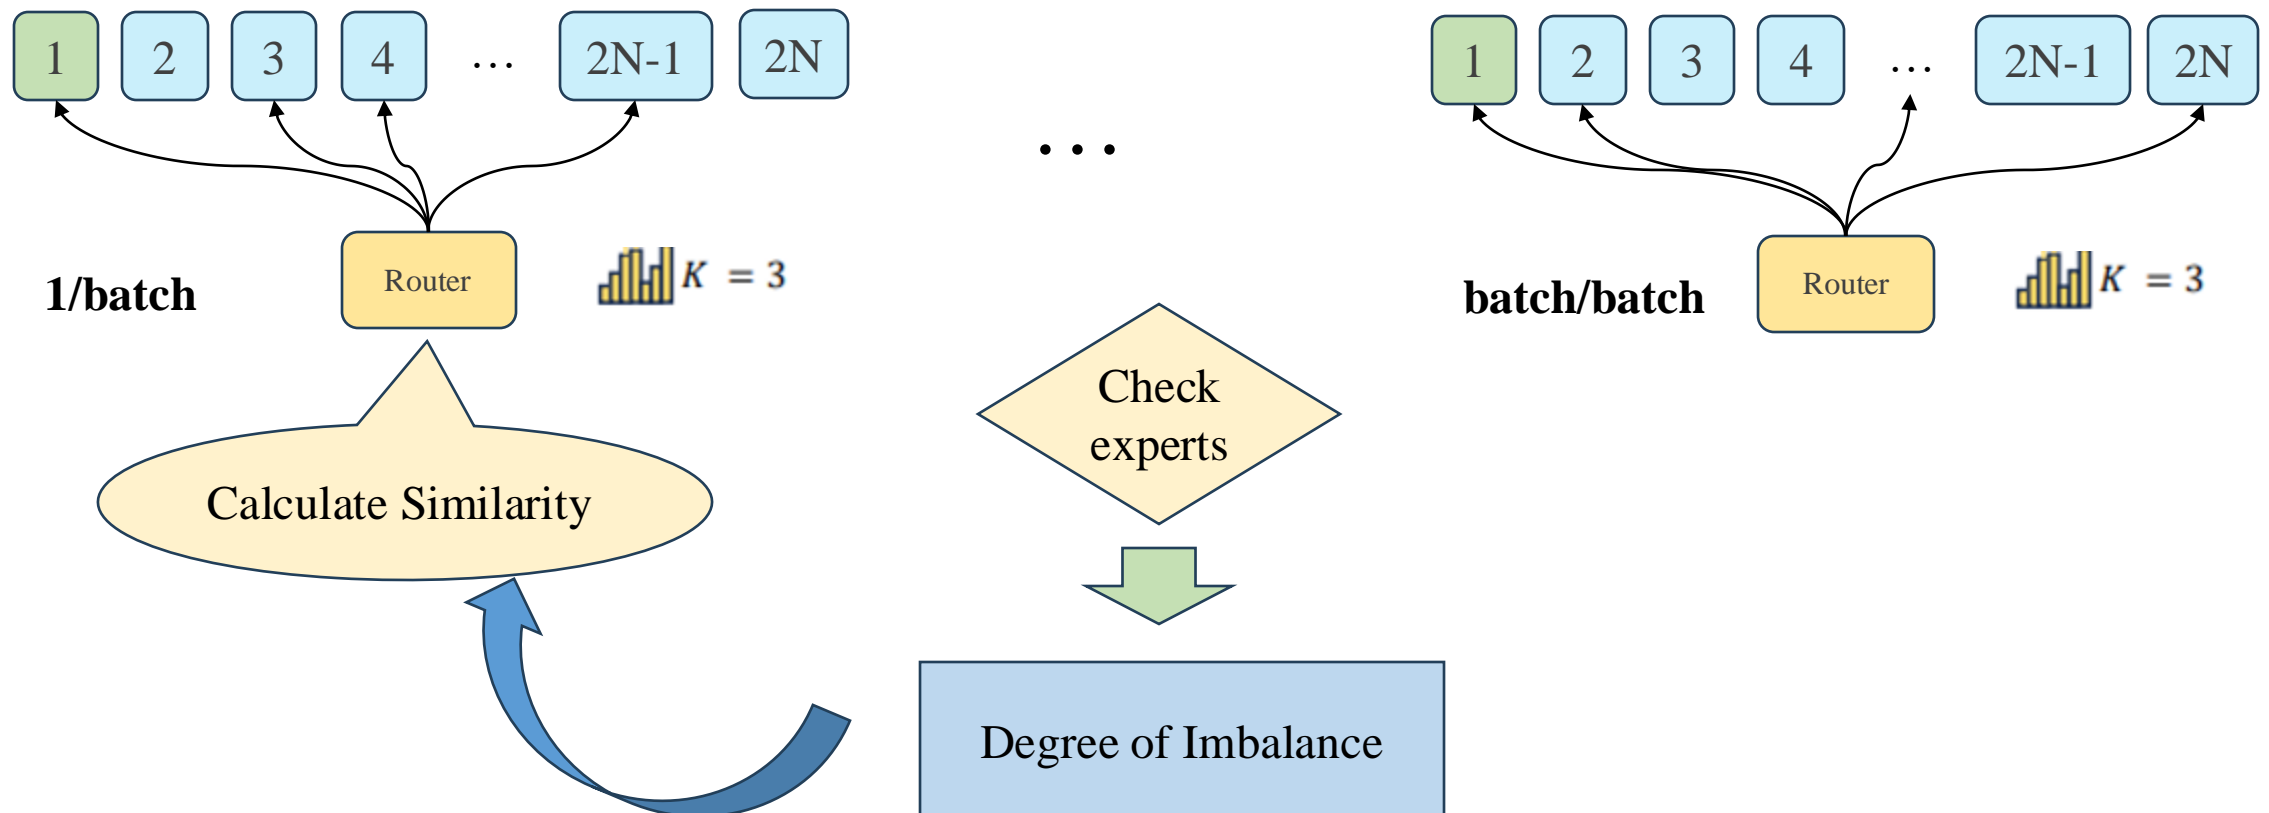 1 2 3 4 … 2N-1 2N
1 2 3 4 … 2N-1 2N
…
Router
K = 3
1/batch
Router
K = 3
batch/batch
Check
experts
Calculate Similarity
Degree of Imbalance